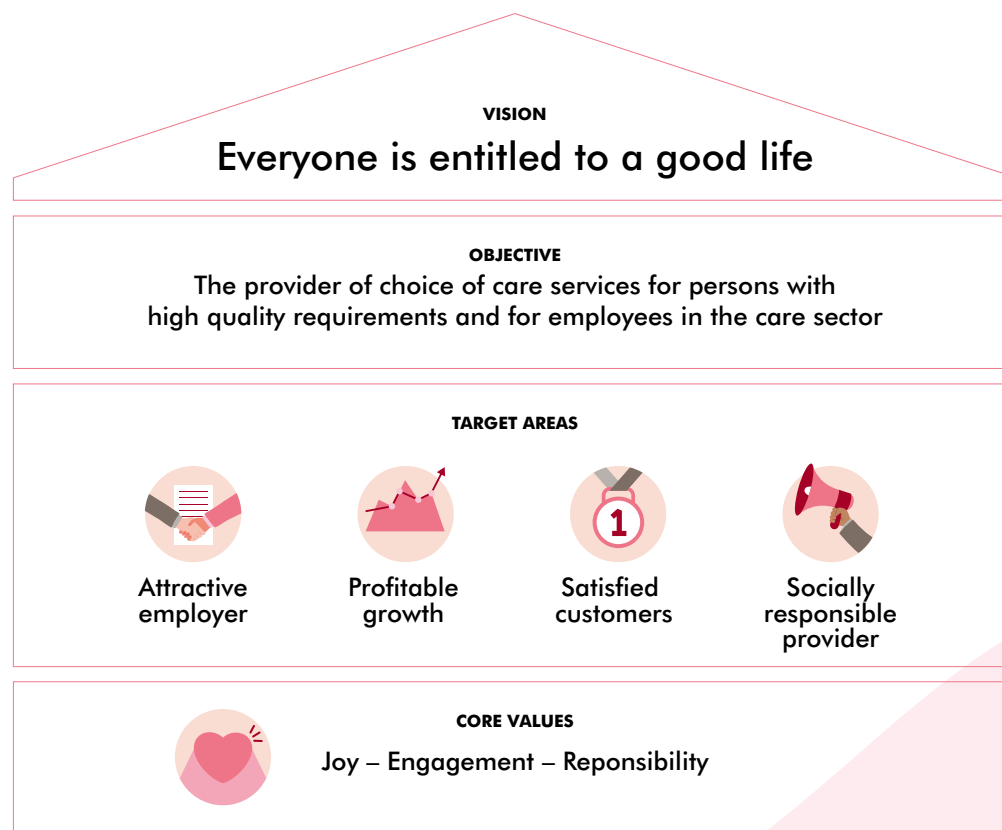 VISION
Everyone is entitled to a good life
OBJECTIVE
The provider of choice of care services for persons with
high quality requirements and for employees in the care sector
TARGET AREAS
Attractive
employer
Profitable
growth
1
Satisfied
customers
Socially
responsible
provider
CORE VALUES
Joy – Engagement – Reponsibility